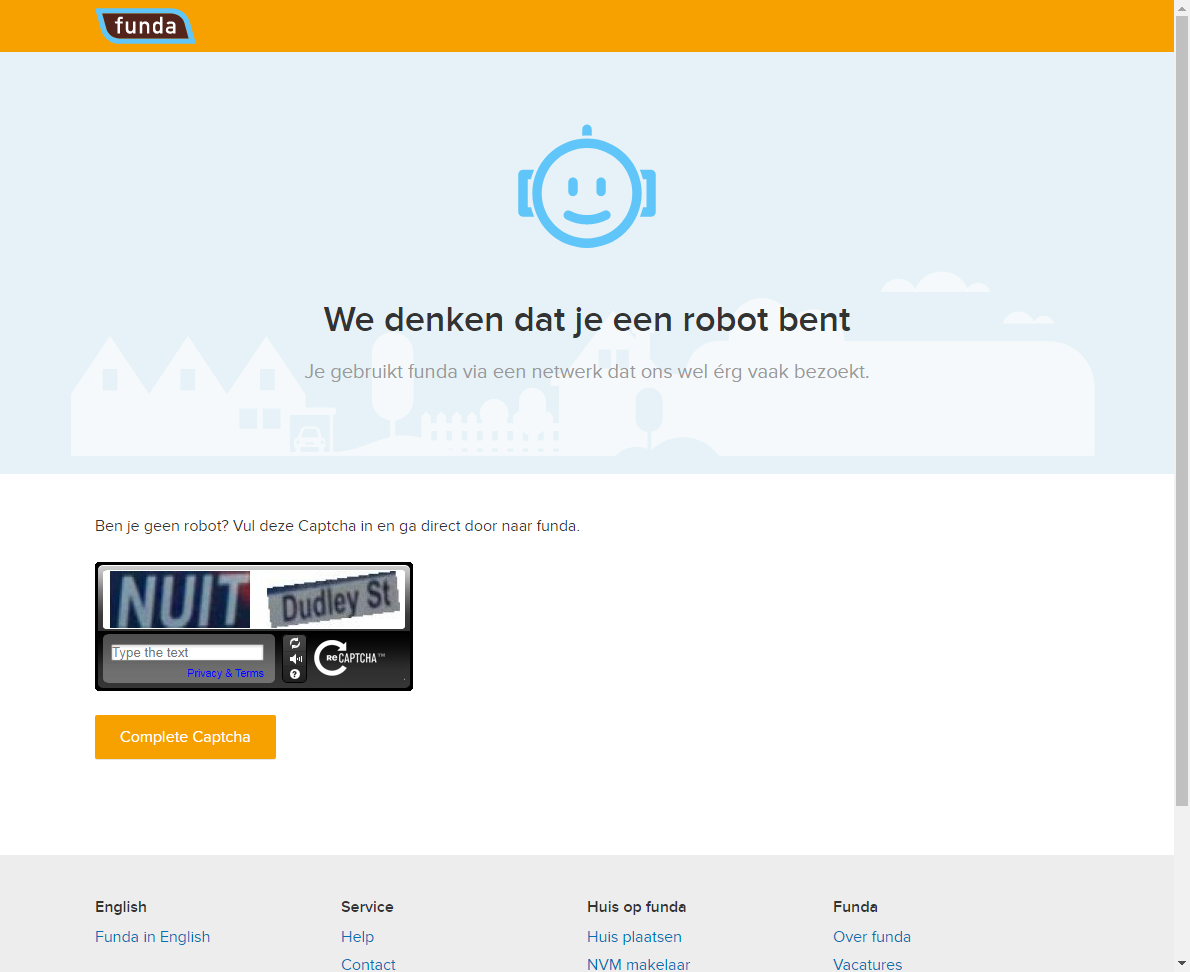 funda
We denken dat je een robot bent
Je gebruikt funda via een netwerk dat ons wel érg vaak bezoekt.
Ben je geen robot? Vul deze Captcha in en ga direct door naar funda.
NUIT Dudley St
Type the text
Privacy & Terms
reCAPTCHA™
Complete Captcha
English Service Huis op funda Funda
Funda in English Help Huis plaatsen Over funda
Contact NVM makelaar Vacatures